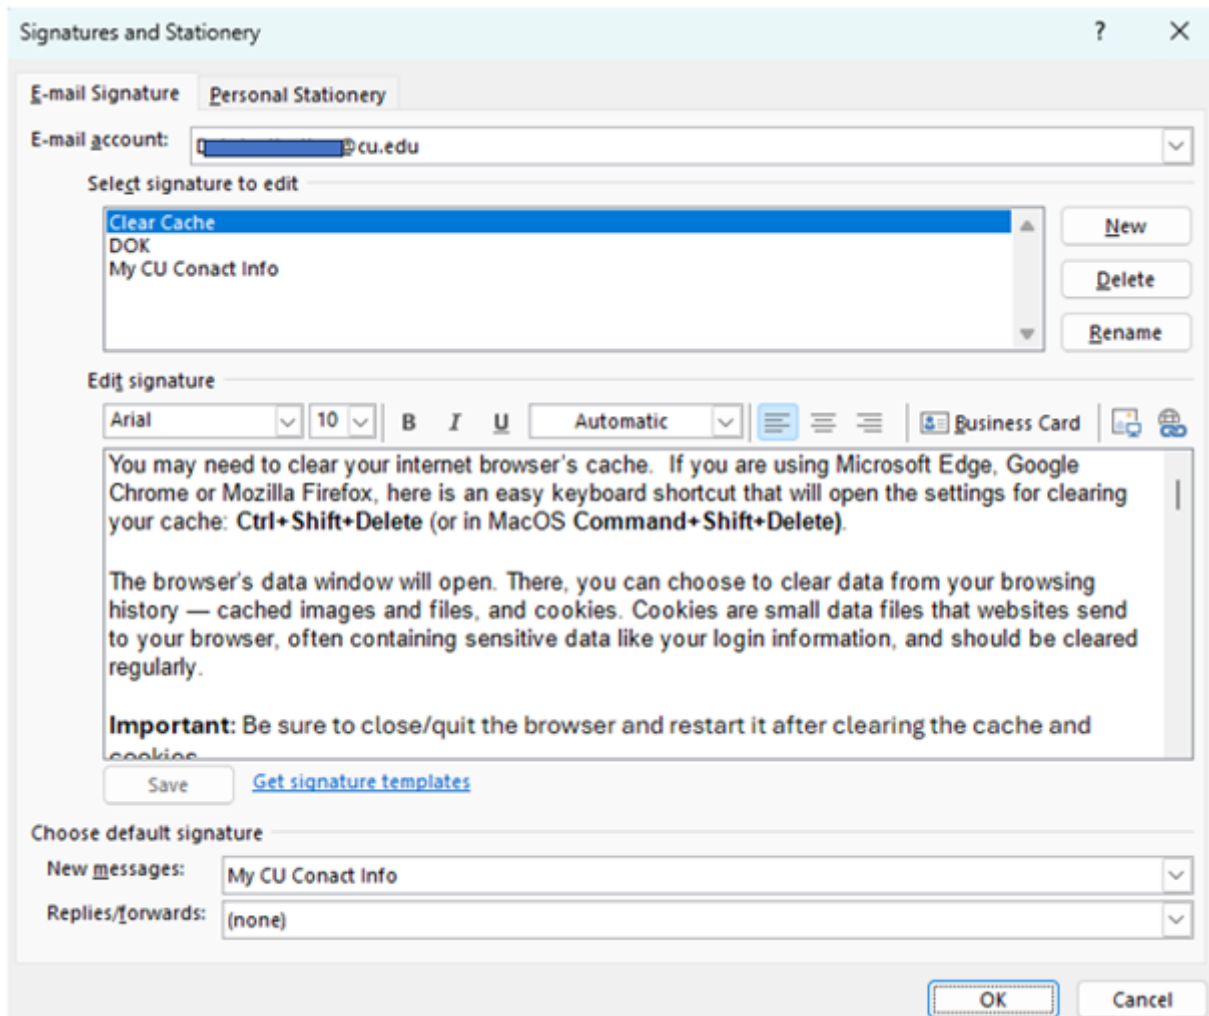 Signatures and Stationery ?
E-mail Signature Personal Stationery
E-mail account: @cu.edu
Select signature to edit
Clear Cache
DOK
My CU Conact Info
New
Delete
Rename
Edit signature
Arial 10 B I U Automatic Business Card
You may need to clear your internet browser's cache.  If you are using Microsoft Edge, Google
Chrome or Mozilla Firefox, here is an easy keyboard shortcut that will open the settings for clearing
your cache: Ctrl+Shift+Delete (or in MacOS Command+Shift+Delete).
The browser's data window will open. There, you can choose to clear data from your browsing
history — cached images and files, and cookies. Cookies are small data files that websites send
to your browser, often containing sensitive data like your login information, and should be cleared
regularly.
Important: Be sure to close/quit the browser and restart it after clearing the cache and
cookies
Save Get signature templates
Choose default signature
New messages: My CU Conact Info
Replies/forwards: (none)
OK Cancel